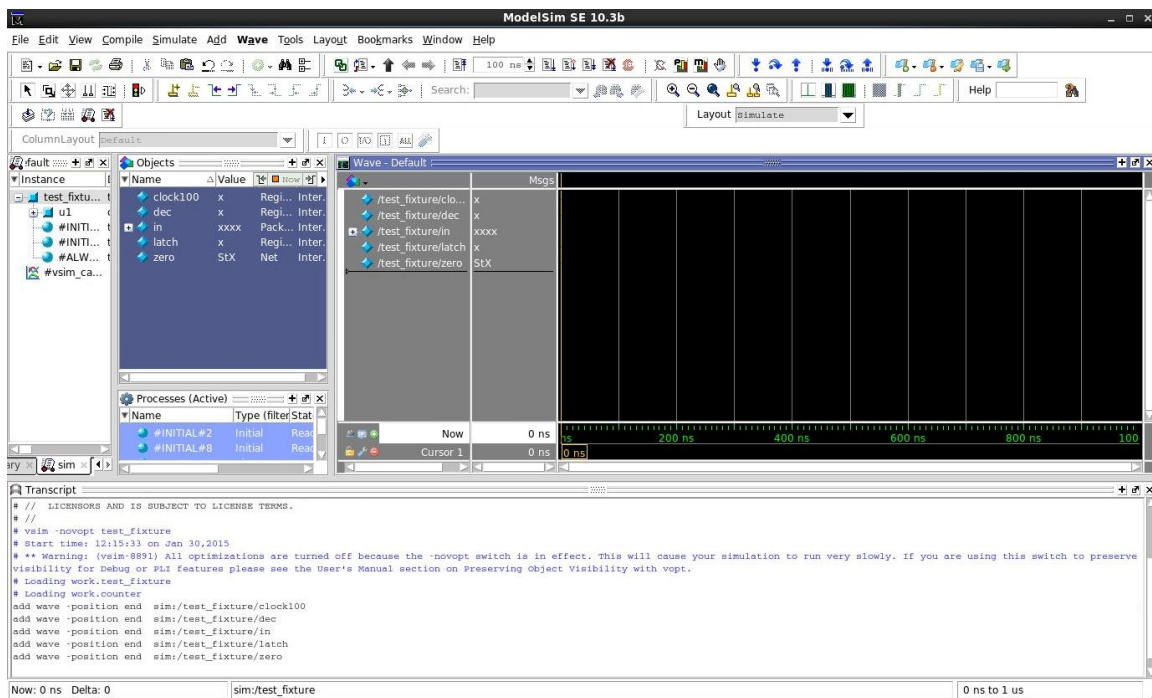 ModelSim SE 10.3b
File Edit View Compile Simulate Add Wave Tools Layout Bookmarks Window Help
100 ns
Search:
Help
Layout Simulate
ColumnLayout Default
fault
Instance
test_fixtu... t
u1
#INITI... t
#INITI... t
#ALW... t
#vsim_ca...
sim
Objects
Name Value Now
clock100 x Regi... Inter.
dec x Regi... Inter.
in xxxx Pack... Inter.
latch x Regi... Inter.
zero StX Net Inter.
Processes (Active)
Name Type (filter Stat
#INITIAL#2 Initial Read
#INITIAL#8 Initial Read
Wave - Default
Msgs
/test_fixture/clo... x
/test_fixture/dec x
/test_fixture/in xxxx
/test_fixture/latch x
/test_fixture/zero StX
Now 0 ns
Cursor 1 0 ns
ns 200 ns 400 ns 600 ns 800 ns 100
0 ns
Transcript
# // LICENSORS AND IS SUBJECT TO LICENSE TERMS.
# //
# vsim -novopt test_fixture
# Start time: 12:15:33 on Jan 30,2015
# ** Warning: (vsim-8891) All optimizations are turned off because the -novopt switch is in effect. This will cause your simulation to run very slowly. If you are using this switch to preserve
visibility for Debug or PLI features please see the User's Manual section on Preserving Object Visibility with vopt.
# Loading work.test_fixture
# Loading work.counter
add wave -position end sim:/test_fixture/clock100
add wave -position end sim:/test_fixture/dec
add wave -position end sim:/test_fixture/in
add wave -position end sim:/test_fixture/latch
add wave -position end sim:/test_fixture/zero
Now: 0 ns Delta: 0
sim:/test_fixture
0 ns to 1 us